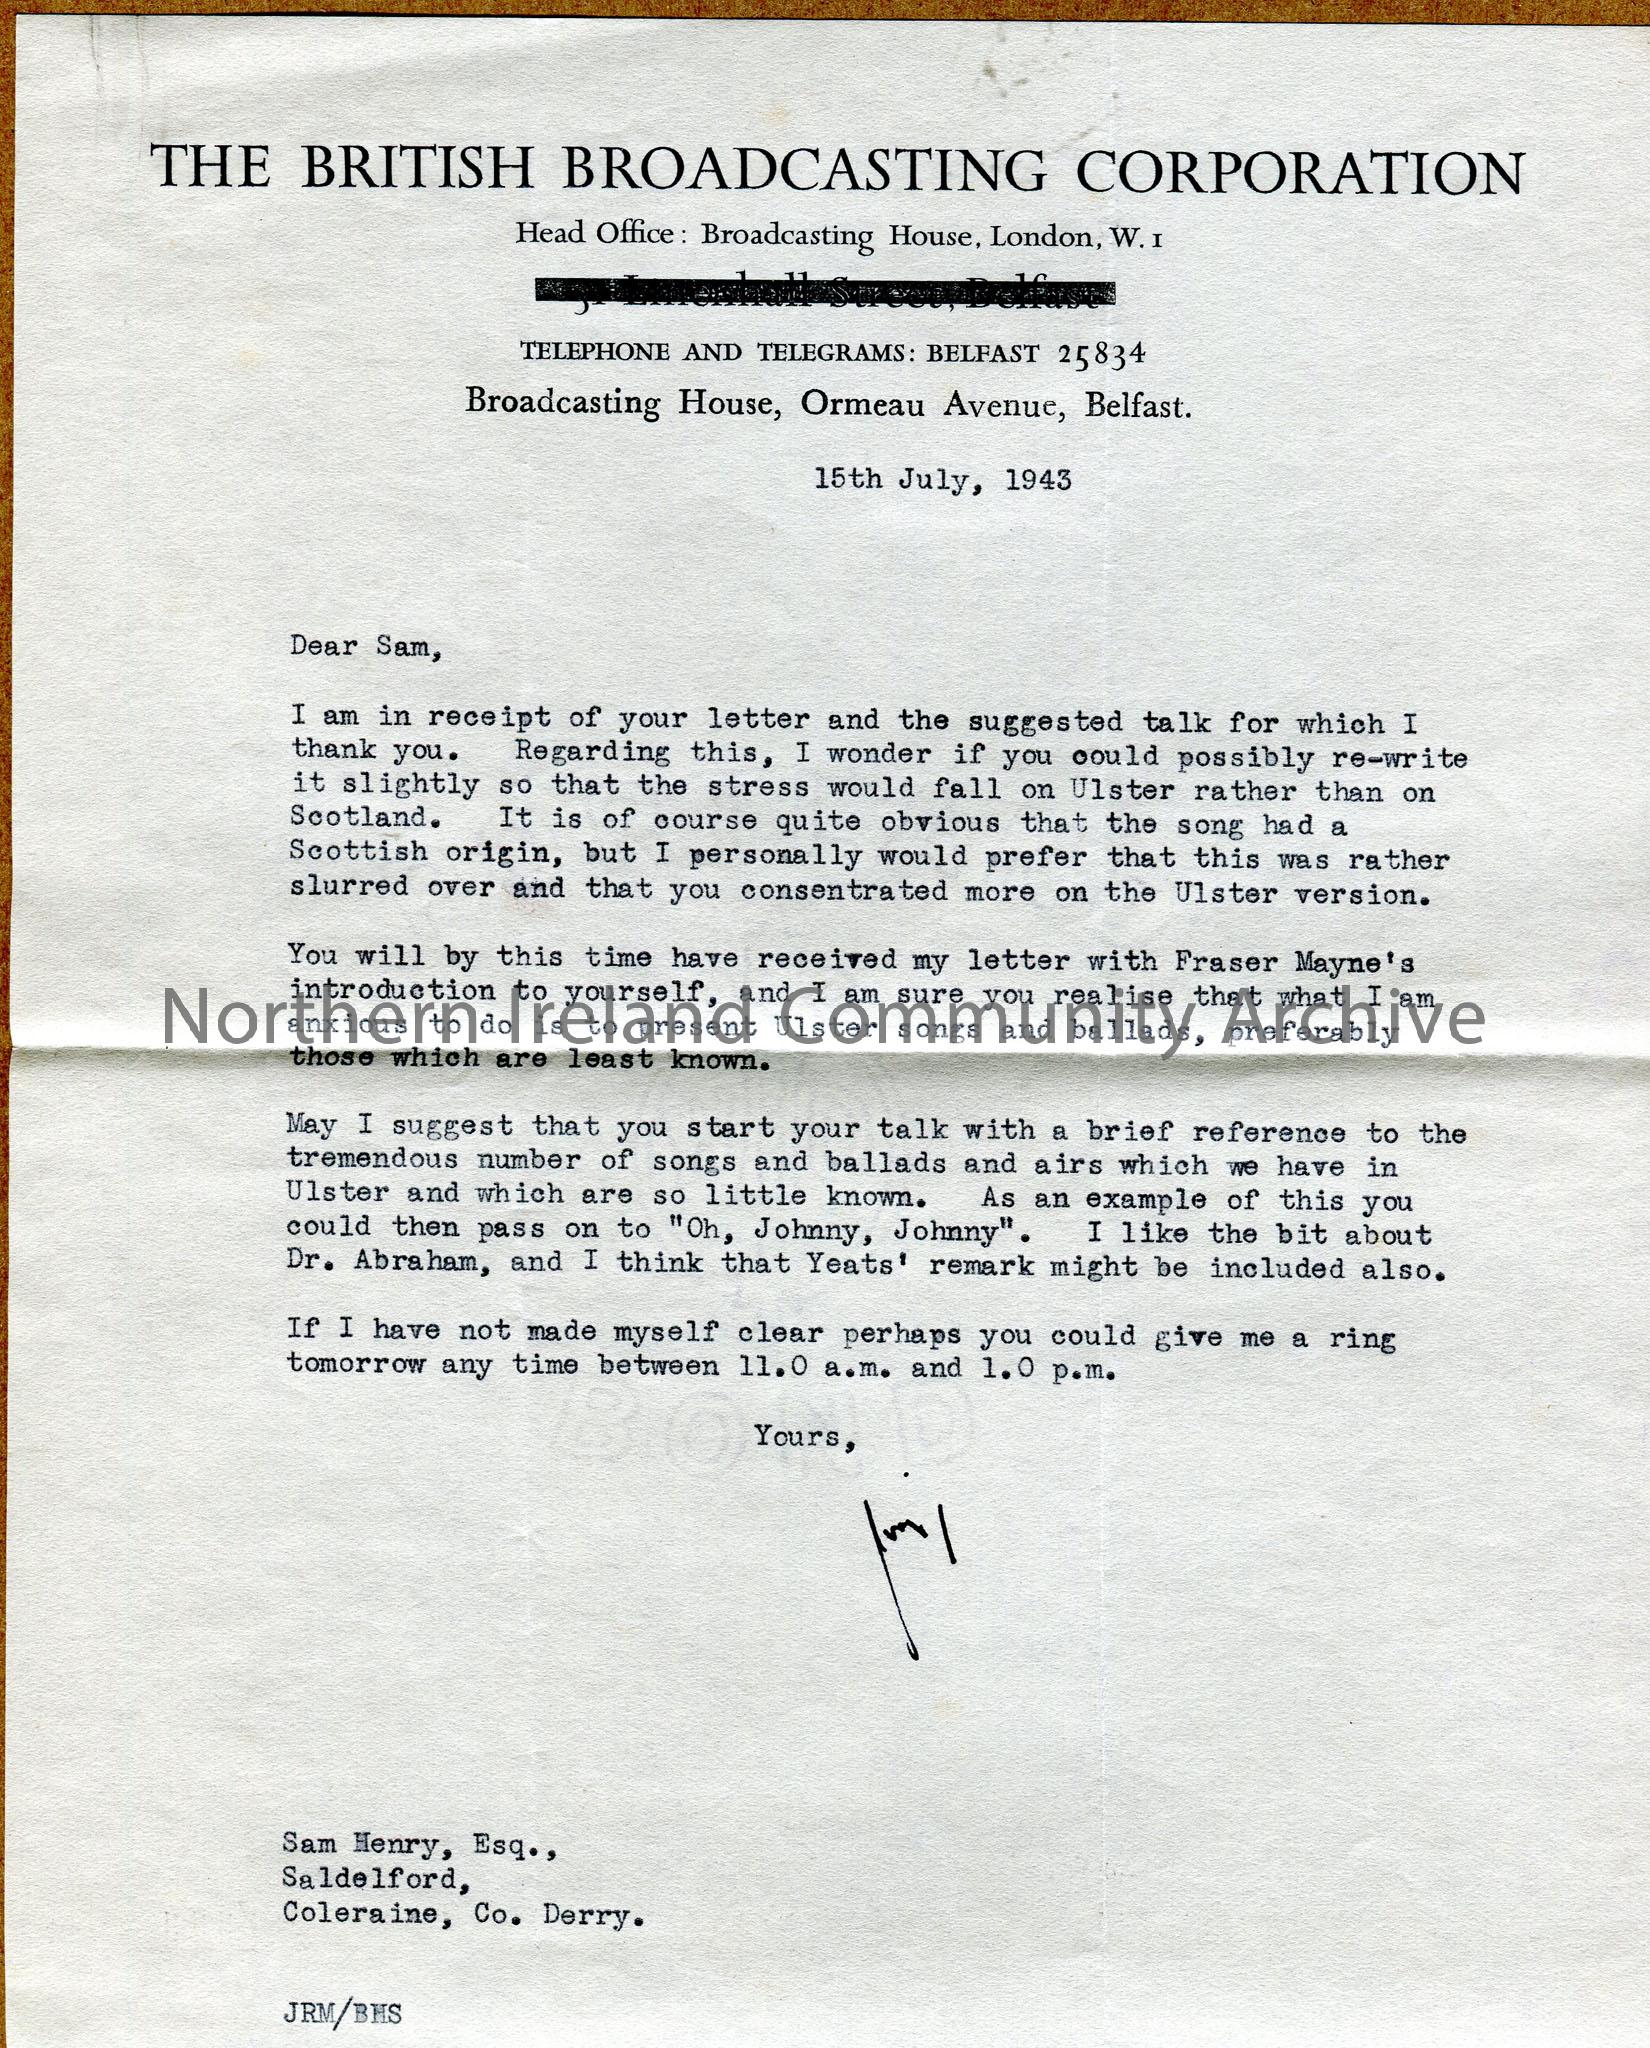 THE BRITISH BROADCASTING CORPORATION
Head Office: Broadcasting House, London, W. 1
Linenhall Street, Belfast
TELEPHONE AND TELEGRAMS: BELFAST 25834
Broadcasting House, Ormeau Avenue, Belfast.
15th July, 1943
Dear Sam,
I am in receipt of your letter and the suggested talk for which I
thank you. Regarding this, I wonder if you could possibly re-write
it slightly so that the stress would fall on Ulster rather than on
Scotland. It is of course quite obvious that the song had a
Scottish origin, but I personally would prefer that this was rather
slurred over and that you consentrated more on the Ulster version.
You will by this time have received my letter with Fraser Mayne's
introduction to yourself, and I am sure you realise that what I am
anxious to do is to present Ulster songs and ballads, preferably
those which are least known.
Northern Ireland Community Archive
May I suggest that you start your talk with a brief reference to the
tremendous number of songs and ballads and airs which we have in
Ulster and which are so little known. As an example of this you
could then pass on to "Oh, Johnny, Johnny". I like the bit about
Dr. Abraham, and I think that Yeats' remark might be included also.
If I have not made myself clear perhaps you could give me a ring
tomorrow any time between 11.0 a.m. and 1.0 p.m.
Yours,
Sam Henry, Esq.,
Saldelford,
Coleraine, Co. Derry.
JRM/BHS